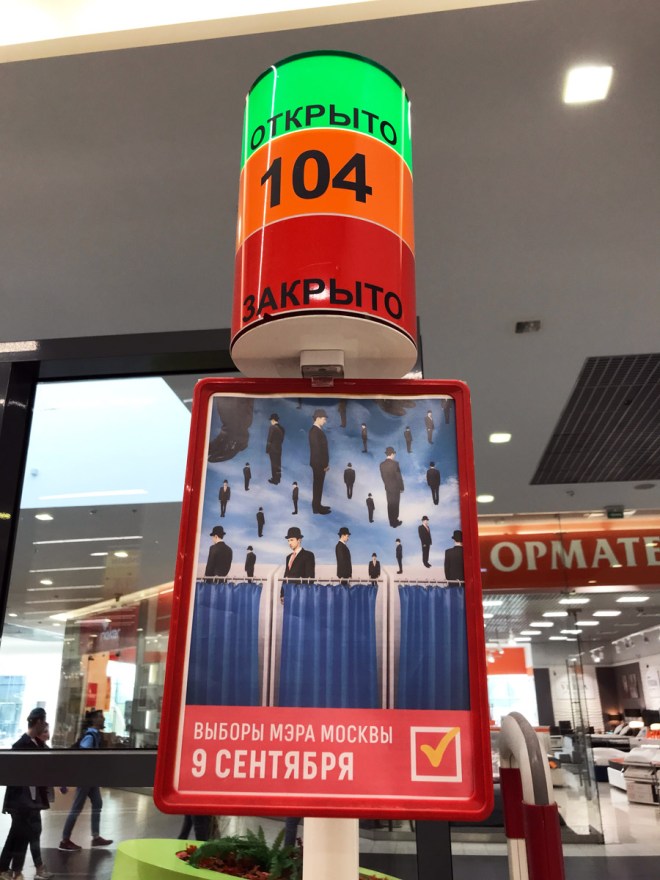 ОТКРЫТО
104
ЗАКРЫТО
ОРМАТЕ
ВЫБОРЫ МЭРА МОСКВЫ
9 СЕНТЯБРЯ